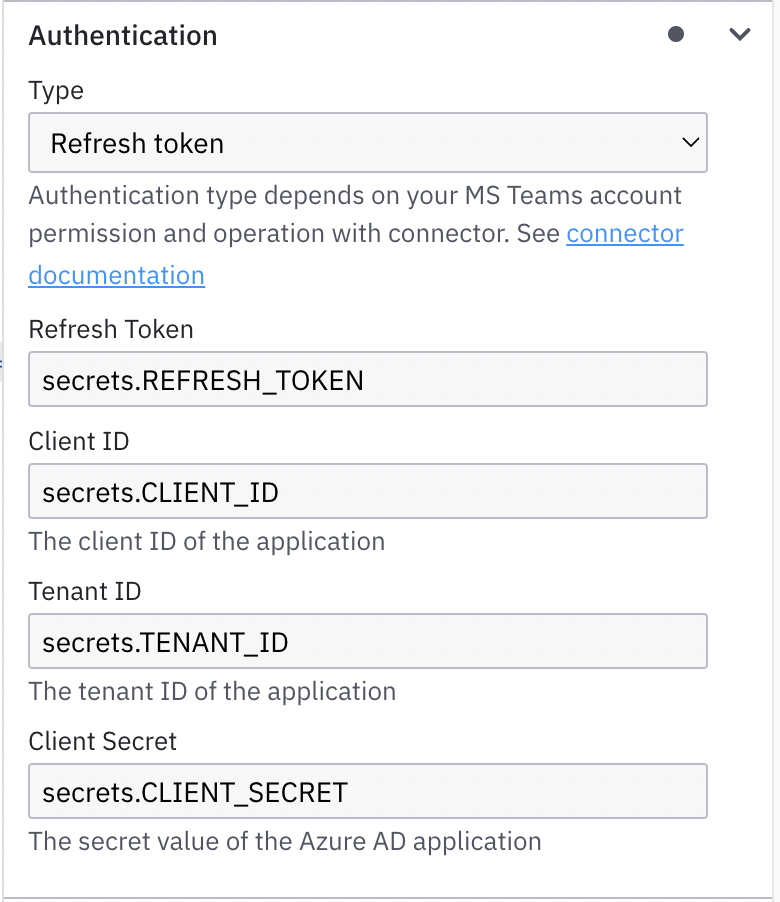 Authentication
Type
Refresh token
Authentication type depends on your MS Teams account
permission and operation with connector. See connector
documentation
Refresh Token
secrets.REFRESH_TOKEN
Client ID
secrets.CLIENT_ID
The client ID of the application
Tenant ID
secrets.TENANT_ID
The tenant ID of the application
Client Secret
secrets.CLIENT_SECRET
The secret value of the Azure AD application